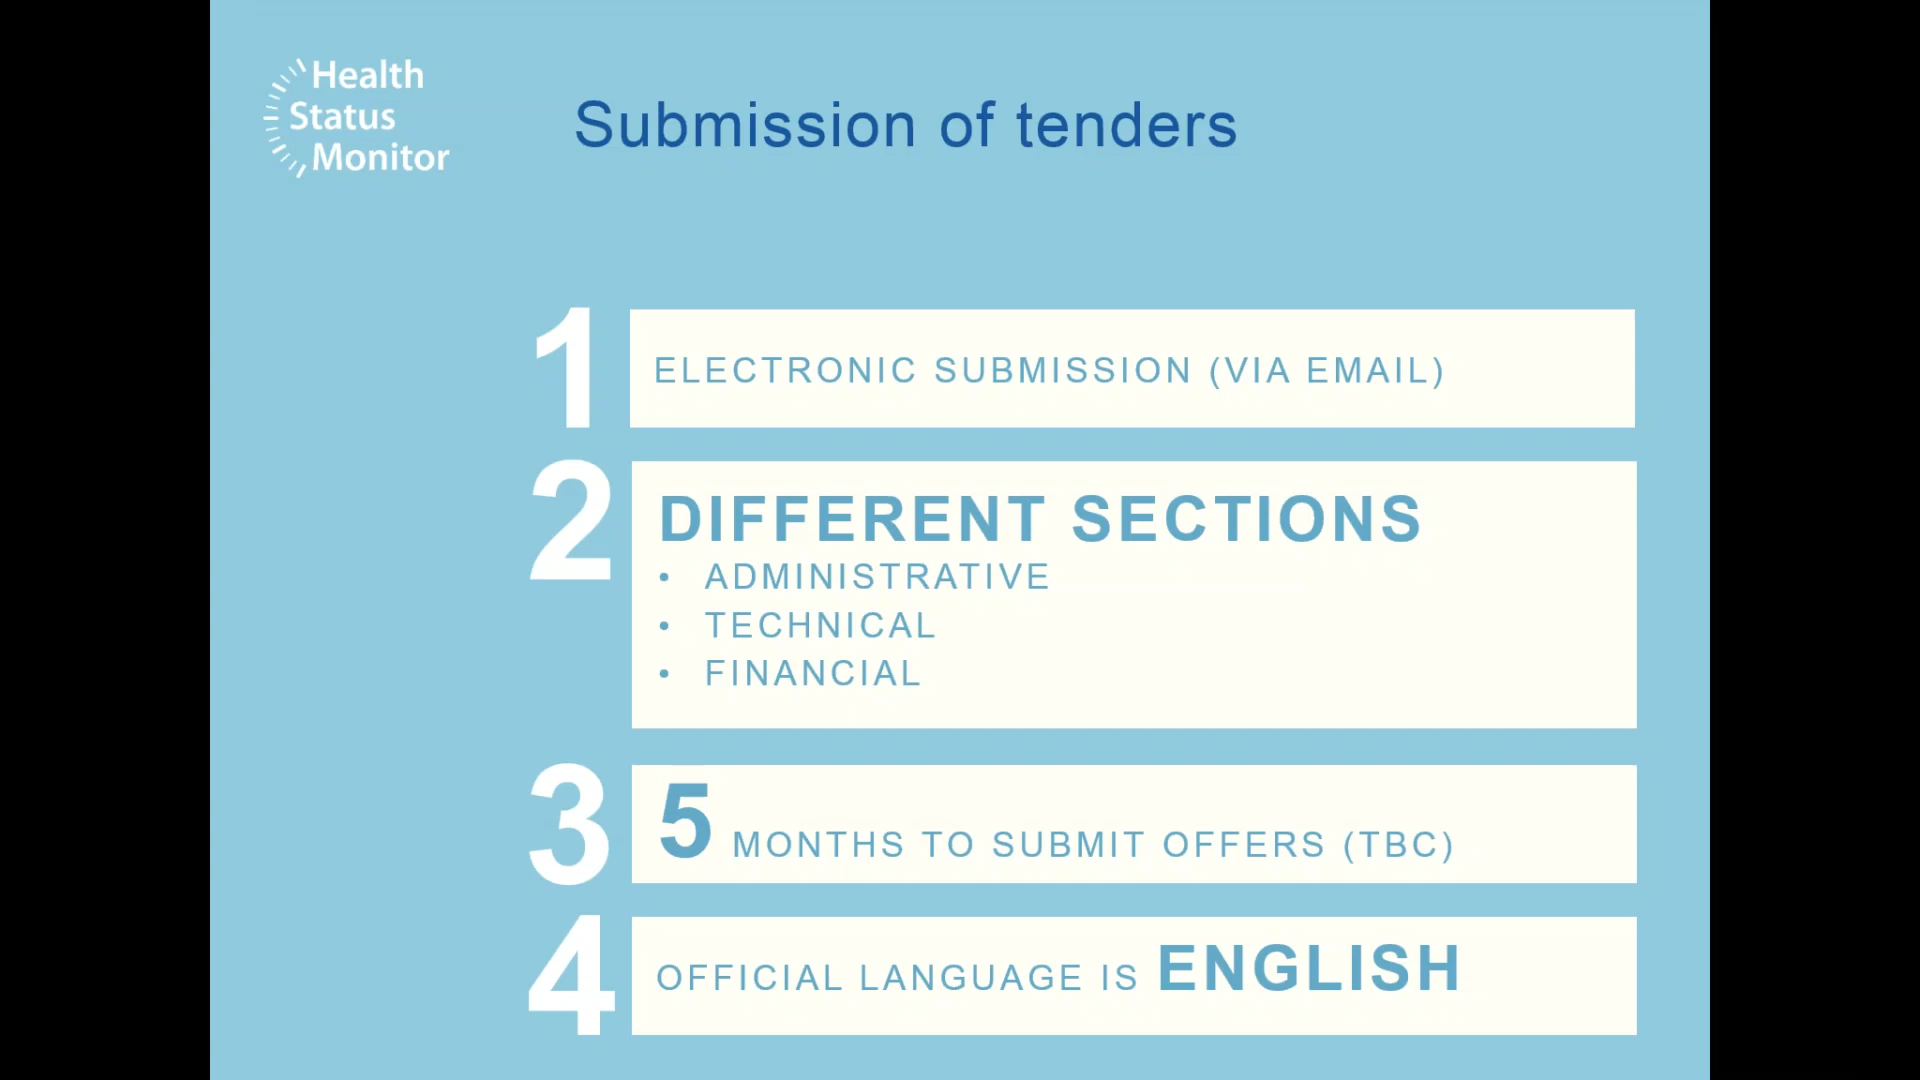 Health
Status
Monitor
Submission of tenders
1
ELECTRONIC SUBMISSION (VIA EMAIL)
2
DIFFERENT SECTIONS
• ADMINISTRATIVE
• TECHNICAL
• FINANCIAL
3
5 MONTHS TO SUBMIT OFFERS (TBC)
4
OFFICIAL LANGUAGE IS ENGLISH